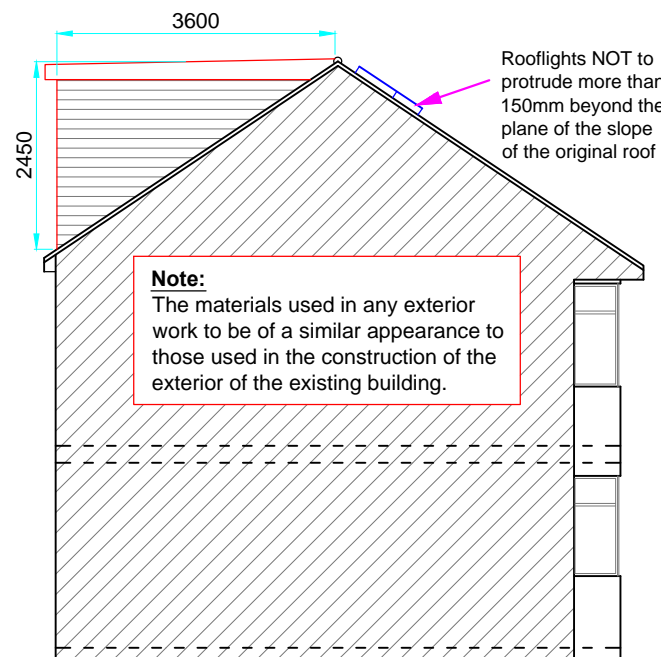 3600
2450
Rooflights NOT to
protrude more than
150mm beyond the
plane of the slope
of the original roof
Note:
The materials used in any exterior
work to be of a similar appearance to
those used in the construction of the
exterior of the existing building.